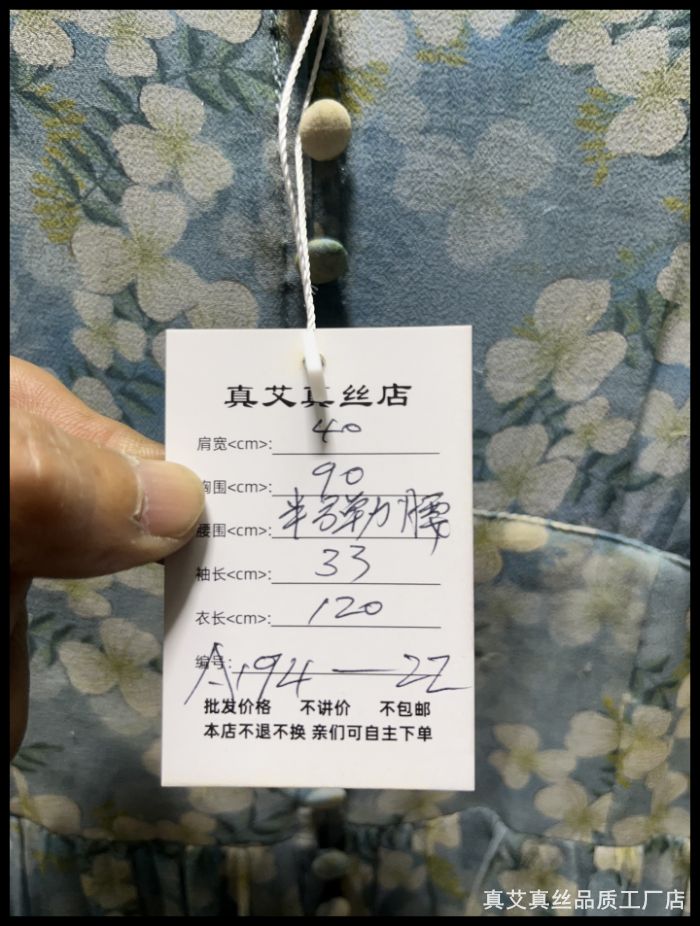 真艾真丝店
肩宽<cm>: 40
胸围<cm>: 90
腰围<cm>: 半弹力腰
袖长<cm>: 33
衣长<cm>: 120
编号: A194—22
批发价格 不讲价 不包邮
本店不退不换 亲们可自主下单
真艾真丝品质工厂店